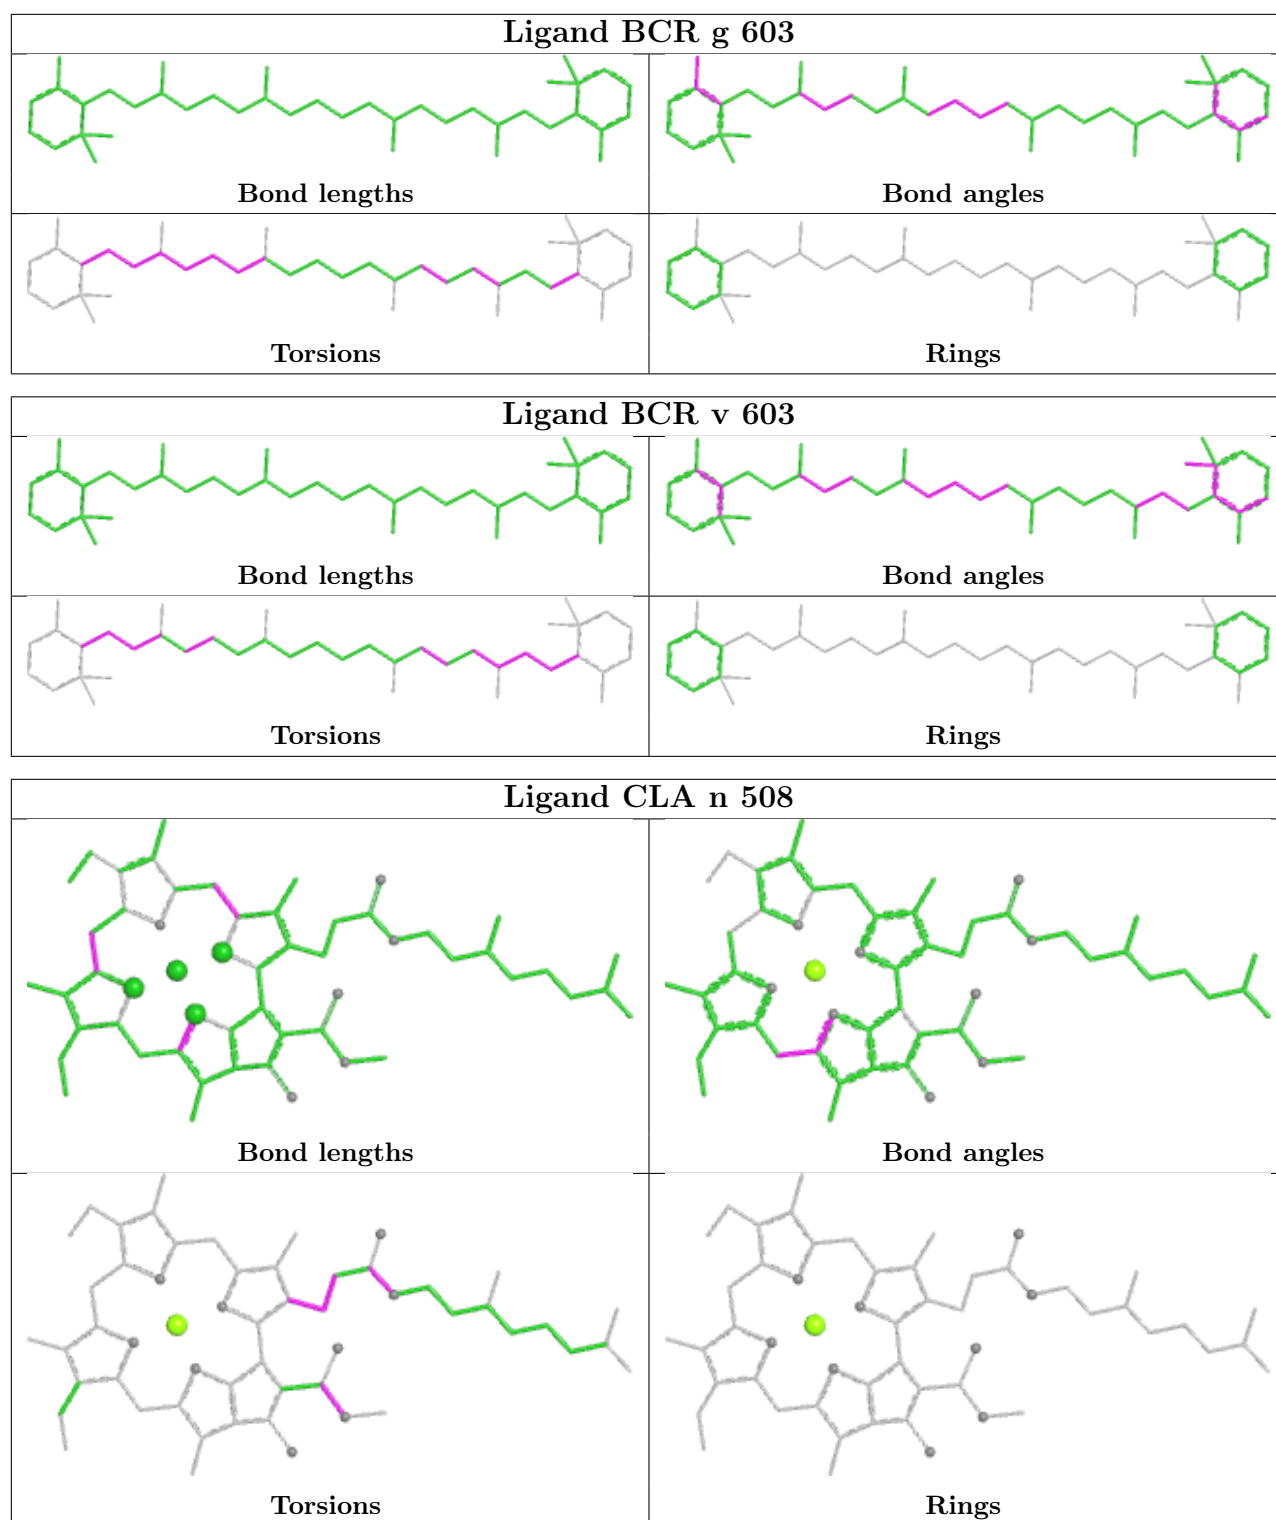 Ligand BCR g 603
Bond lengths
Bond angles
Torsions
Rings
Ligand BCR v 603
Bond lengths
Bond angles
Torsions
Rings
Ligand CLA n 508
Bond lengths
Bond angles
Torsions
Rings